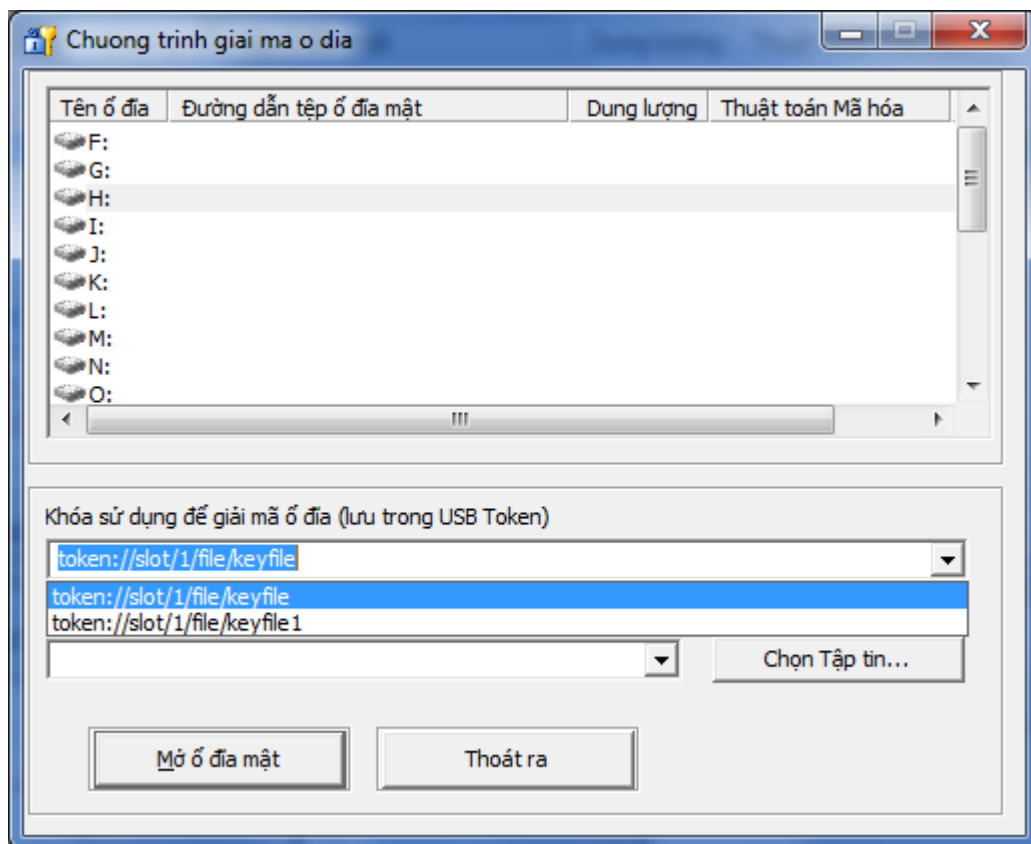 Chuong trinh giai ma o dia
Tên ổ đĩa Đường dẫn tệp ổ đĩa mật Dung lượng Thuật toán Mã hóa
F:
G:
H:
I:
J:
K:
L:
M:
N:
O:
Khóa sử dụng để giải mã ổ đĩa (lưu trong USB Token)
token://slot/1/file/keyfile
token://slot/1/file/keyfile
token://slot/1/file/keyfile1
Chọn Tập tin...
Mở ổ đĩa mật Thoát ra